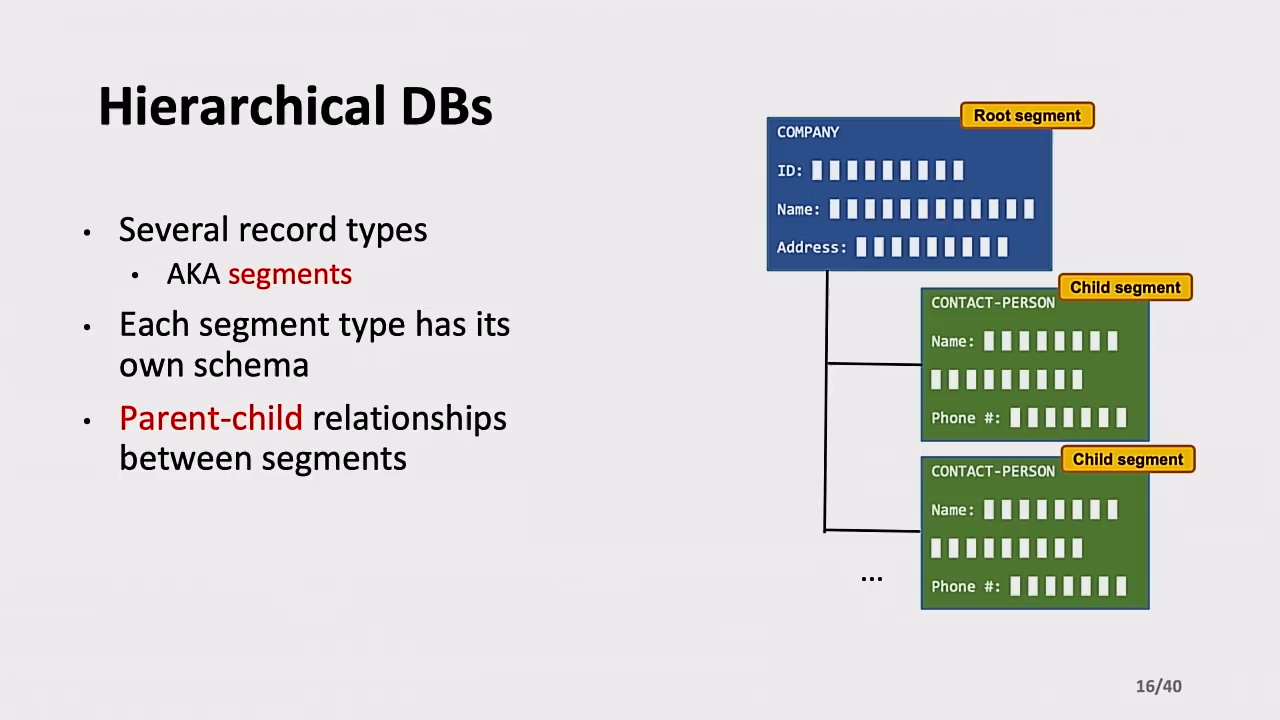 Hierarchical DBs
• Several record types
• AKA segments
• Each segment type has its
own schema
• Parent-child relationships
between segments
Root segment
COMPANY
ID:
Name:
Address:
Child segment
CONTACT-PERSON
Name:
Phone #:
Child segment
CONTACT-PERSON
Name:
Phone #:
...
16/40